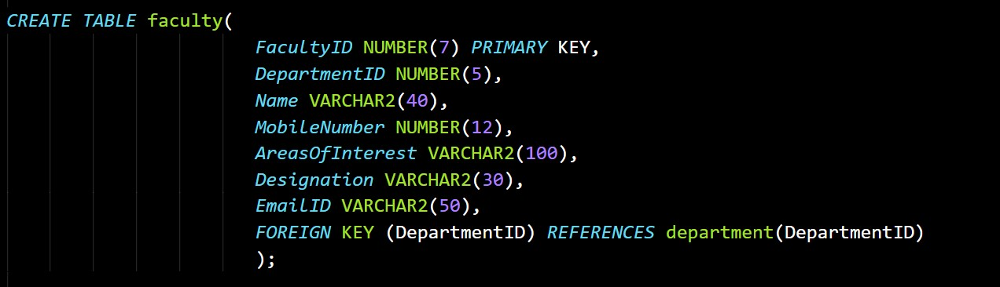 CREATE TABLE faculty(
FacultyID NUMBER(7) PRIMARY KEY,
DepartmentID NUMBER(5),
Name VARCHAR2(40),
MobileNumber NUMBER(12),
AreasOfInterest VARCHAR2(100),
Designation VARCHAR2(30),
EmailID VARCHAR2(50),
FOREIGN KEY (DepartmentID) REFERENCES department(DepartmentID)
);